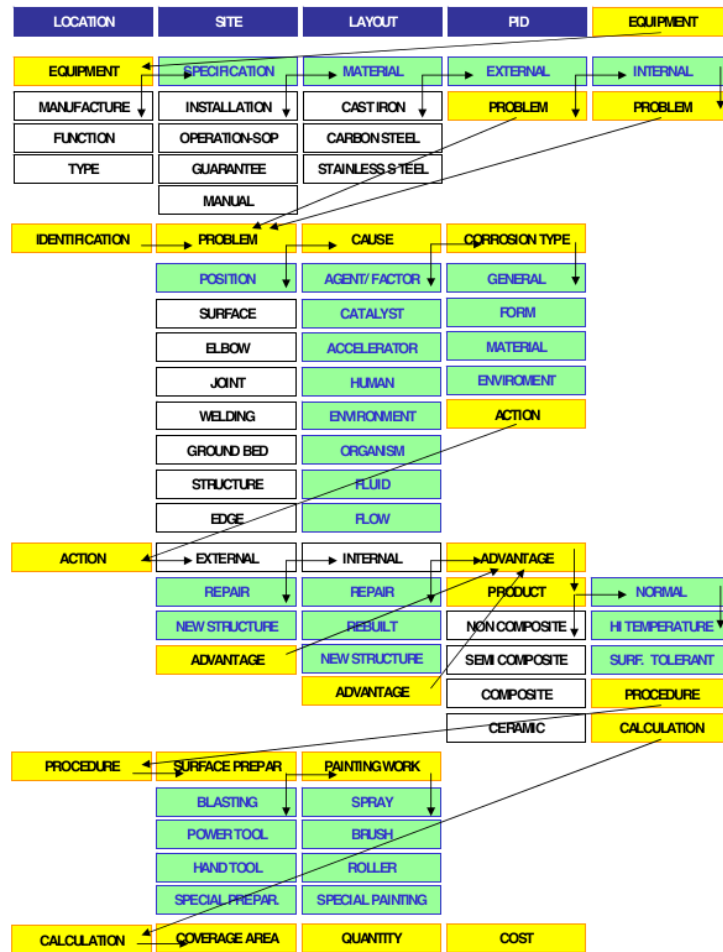 LOCATION SITE LAYOUT PID EQUIPMENT
EQUIPMENT SPECIFICATION MATERIAL EXTERNAL INTERNAL
MANUFACTURE INSTALLATION CAST IRON PROBLEM PROBLEM
FUNCTION OPERATION-SOP CARBON STEEL
TYPE GUARANTEE STAINLESS STEEL
MANUAL
IDENTIFICATION PROBLEM CAUSE CORROSION TYPE
POSITION AGENT/FACTOR GENERAL
SURFACE CATALYST FORM
ELBOW ACCELERATOR MATERIAL
JOINT HUMAN ENVIROMENT
WELDING ENVIRONMENT ACTION
GROUND BED ORGANISM
STRUCTURE FLUID
EDGE FLOW
ACTION EXTERNAL INTERNAL ADVANTAGE
REPAIR REPAIR PRODUCT NORMAL
NEW STRUCTURE REBUILT NON COMPOSITE HI TEMPERATURE
ADVANTAGE NEW STRUCTURE SEMI COMPOSITE SURF. TOLERANT
ADVANTAGE COMPOSITE PROCEDURE
CERAMIC CALCULATION
PROCEDURE SURFACE PREPAR PAINTING WORK
BLASTING SPRAY
POWER TOOL BRUSH
HAND TOOL ROLLER
SPECIAL PREPAR. SPECIAL PAINTING
CALCULATION COVERAGE AREA QUANTITY COST